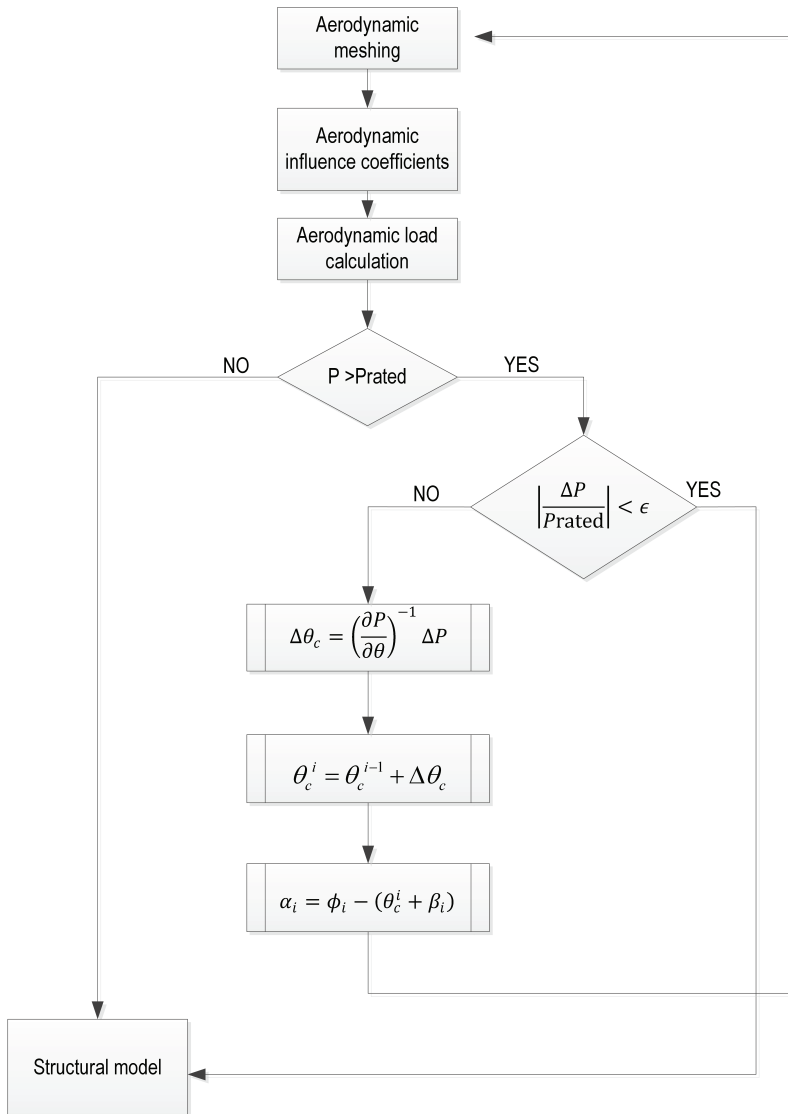 Aerodynamic
meshing
Aerodynamic
influence coefficients
Aerodynamic load
calculation
NO
P >Prated
YES
NO
|ΔP/Prated| < ϵ
YES
Δθ_c = (∂P/∂θ)^{-1} ΔP
θ_c^i = θ_c^{i-1} + Δθ_c
α_i = ϕ_i − (θ_c^i + β_i)
Structural model